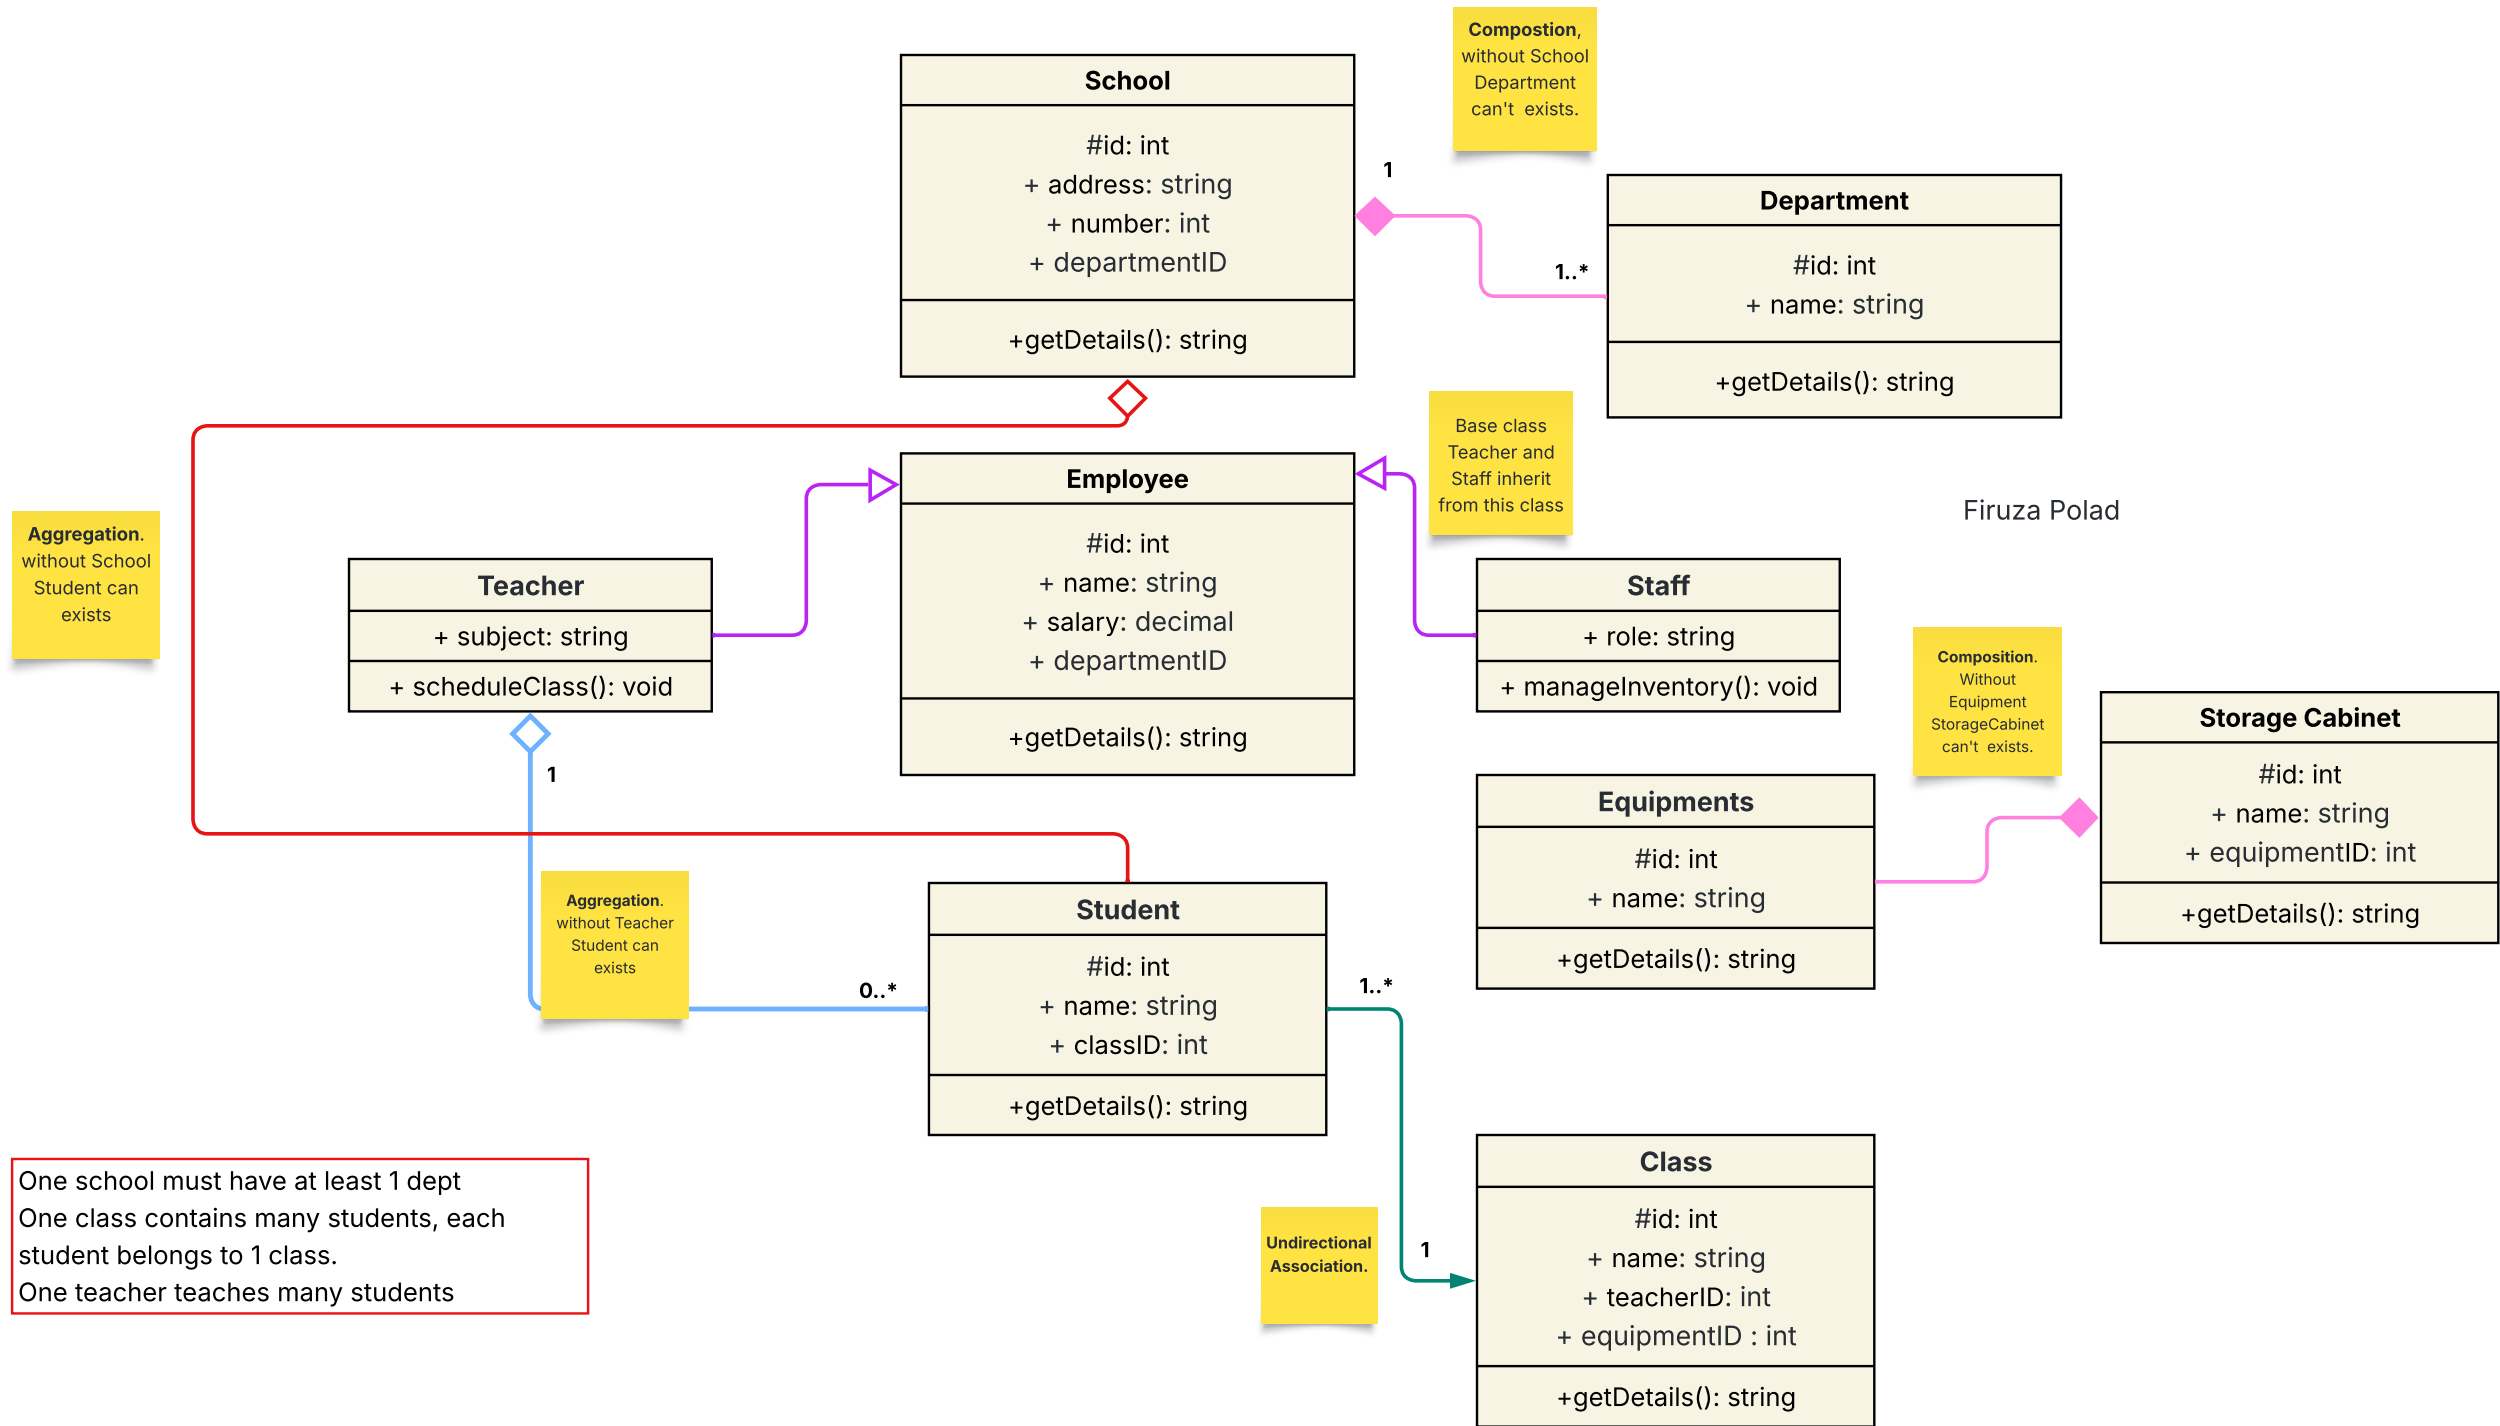 Compostion,
without School
Department
can't exists.
School
#id: int
+ address: string
+ number: int
+ departmentID
+getDetails(): string
1
1..*
Department
#id: int
+ name: string
+getDetails(): string
Base class
Teacher and
Staff inherit
from this class
Employee
#id: int
+ name: string
+ salary: decimal
+ departmentID
+getDetails(): string
Firuza Polad
Aggregation.
without School
Student can
exists
Teacher
+ subject: string
+ scheduleClass(): void
Staff
+ role: string
+ manageInventory(): void
Composition.
Without
Equipment
StorageCabinet
can't exists.
Storage Cabinet
#id: int
+ name: string
+ equipmentID: int
+getDetails(): string
1
Equipments
#id: int
+ name: string
+getDetails(): string
Aggregation.
without Teacher
Student can
exists
0..*
Student
#id: int
+ name: string
+ classID: int
+getDetails(): string
1..*
1
Class
#id: int
+ name: string
+ teacherID: int
+ equipmentID : int
+getDetails(): string
Undirectional
Association.
One school must have at least 1 dept
One class contains many students, each
student belongs to 1 class.
One teacher teaches many students